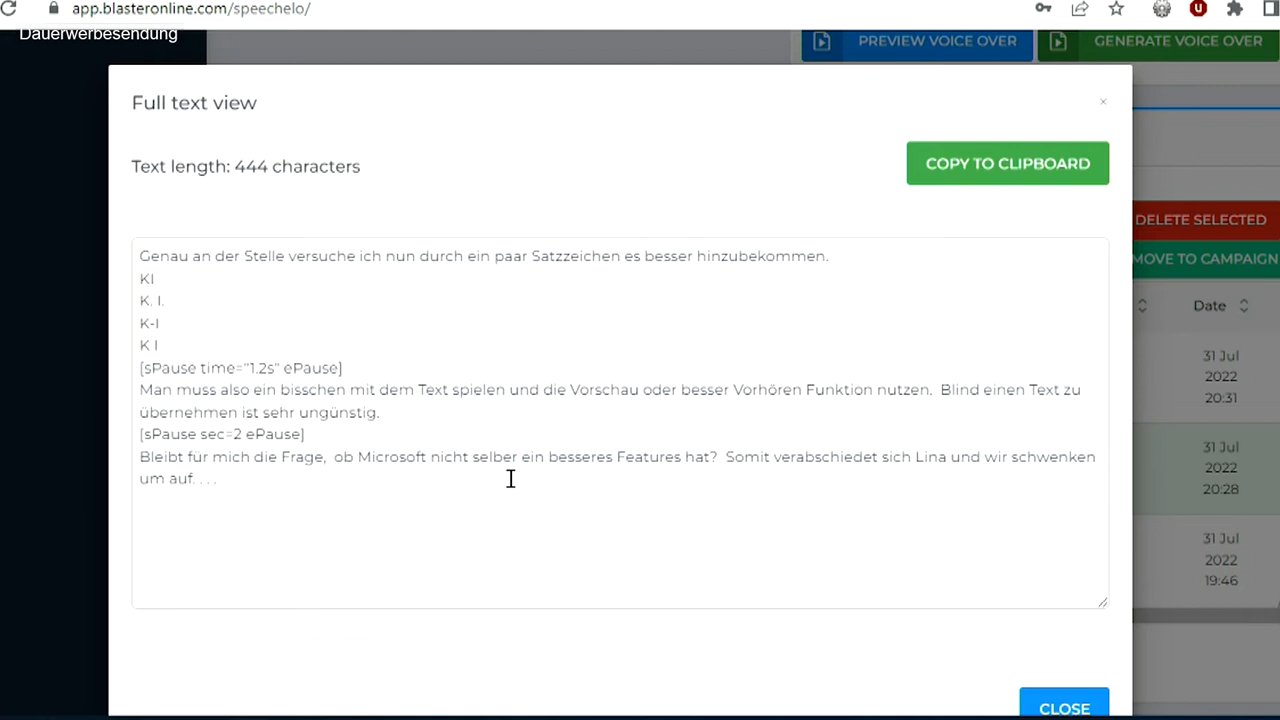 app.blasteronline.com/speechelo/
Dauerwerbesendung
PREVIEW VOICE OVER
GENERATE VOICE OVER
Full text view
×
Text length: 444 characters
COPY TO CLIPBOARD
DELETE SELECTED
MOVE TO CAMPAIGN
Genau an der Stelle versuche ich nun durch ein paar Satzzeichen es besser hinzubekommen.
KI
K. I.
K-I
K I
[sPause time="1.2s" ePause]
Man muss also ein bisschen mit dem Text spielen und die Vorschau oder besser Vorhören Funktion nutzen.  Blind einen Text zu
übernehmen ist sehr ungünstig.
[sPause sec=2 ePause]
Bleibt für mich die Frage,  ob Microsoft nicht selber ein besseres Features hat?  Somit verabschiedet sich Lina und wir schwenken
um auf. . . .
Date
31 Jul
2022
20:31
31 Jul
2022
20:28
31 Jul
2022
19:46
CLOSE